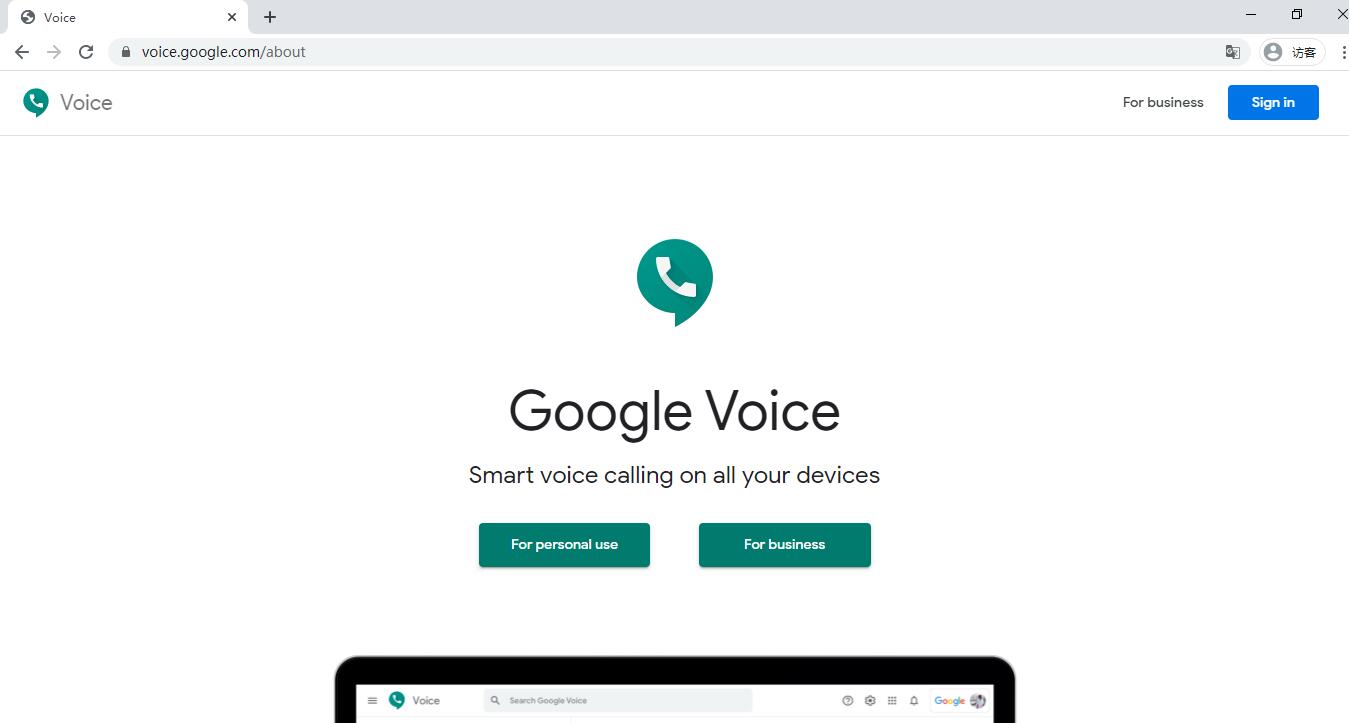 Voice
voice.google.com/about
访客
Voice
For business
Sign in
Google Voice
Smart voice calling on all your devices
For personal use
For business
Voice
Search Google Voice
Google